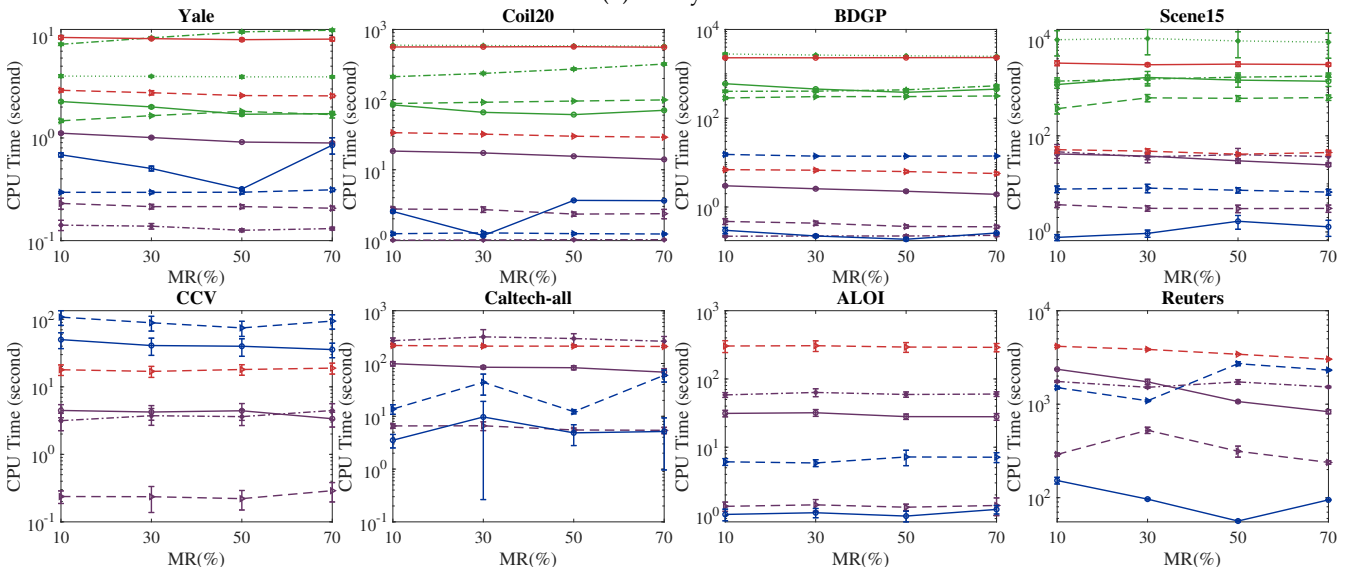 Yale
Coil20
BDGP
Scene15
CPU Time (second)
10^1
10^0
10^-1
10 30 50 70
MR(%)
CPU Time (second)
10^3
10^2
10^1
10^0
10 30 50 70
MR(%)
CPU Time (second)
10^4
10^2
10^0
10 30 50 70
MR(%)
CPU Time (second)
10^4
10^2
10^0
10 30 50 70
MR(%)
CCV
Caltech-all
ALOI
Reuters
CPU Time (second)
10^2
10^1
10^0
10^-1
10 30 50 70
MR(%)
CPU Time (second)
10^3
10^2
10^1
10^0
10^-1
10 30 50 70
MR(%)
CPU Time (second)
10^3
10^2
10^1
10^0
10 30 50 70
MR(%)
CPU Time (second)
10^4
10^3
10^2
10 30 50 70
MR(%)